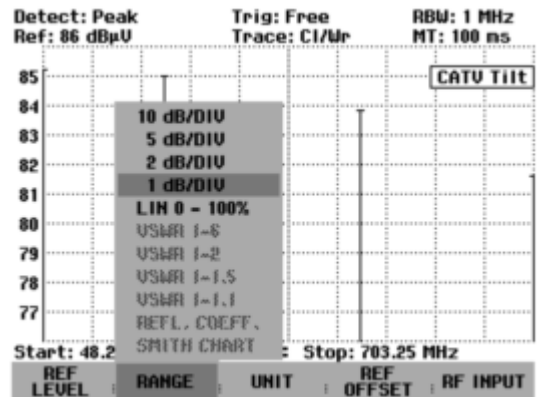 Detect: Peak Trig: Free RBW: 1 MHz
Ref: 86 dBµV Trace: Cl/Wr MT: 100 ms
85
CATV Tilt
84
10 dB/DIV
83
5 dB/DIV
82
2 dB/DIV
81
1 dB/DIV
LIN 0 - 100%
80
VSWR 1-6
79
VSWR 1-2
78
VSWR 1-1.5
77
VSWR 1-1.1
REFL. COEFF.
SMITH CHART
Start: 48.2 Stop: 703.25 MHz
REF LEVEL RANGE UNIT REF OFFSET RF INPUT